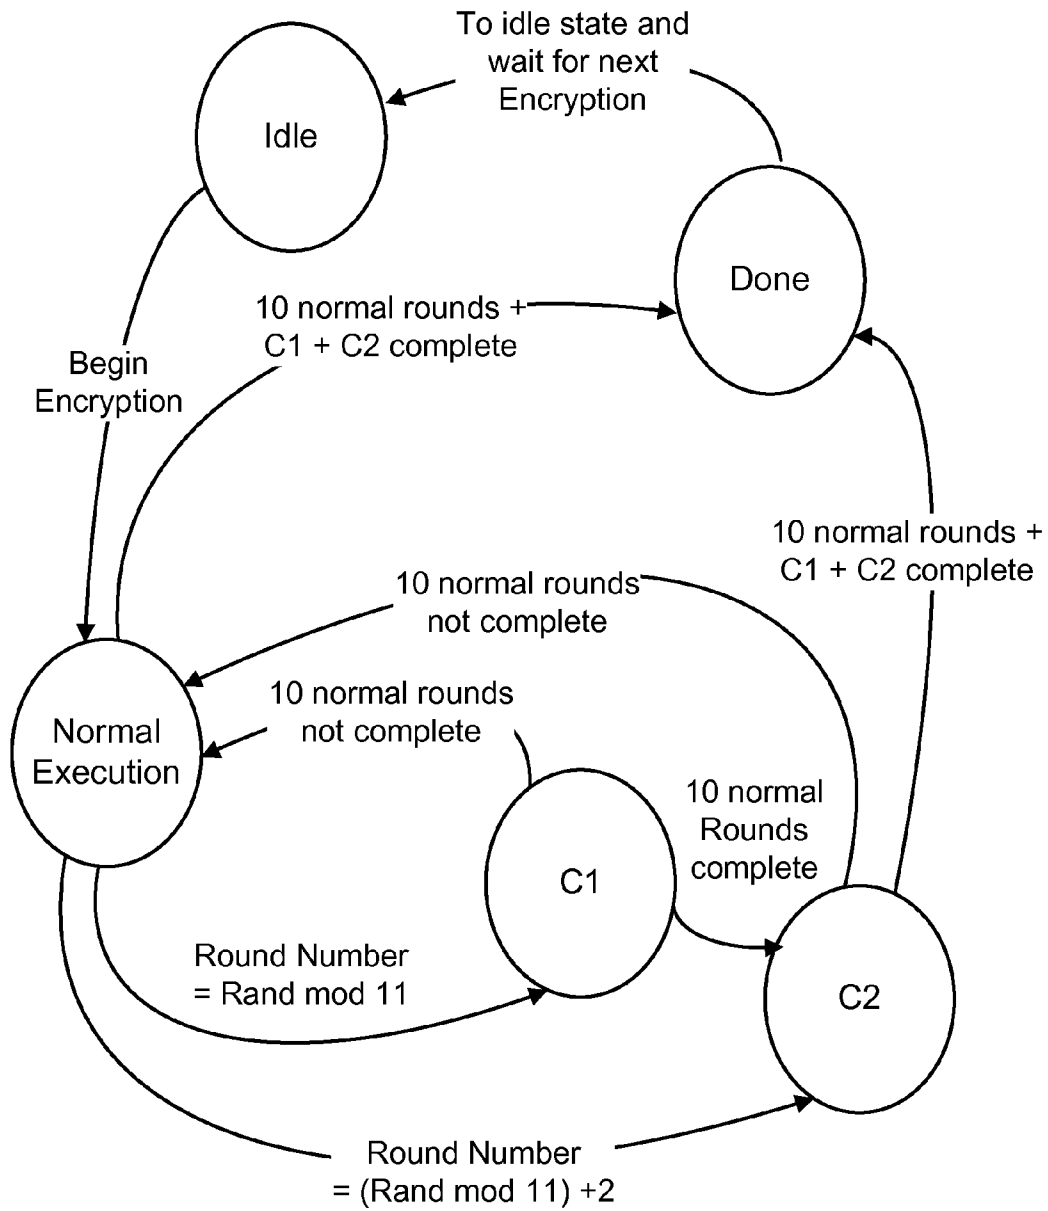 To idle state and
wait for next
Encryption
Idle
Done
10 normal rounds +
C1 + C2 complete
Begin
Encryption
10 normal rounds +
C1 + C2 complete
10 normal rounds
not complete
10 normal rounds
not complete
Normal
Execution
10 normal
Rounds
complete
C1
Round Number
= Rand mod 11
C2
Round Number
= (Rand mod 11) +2